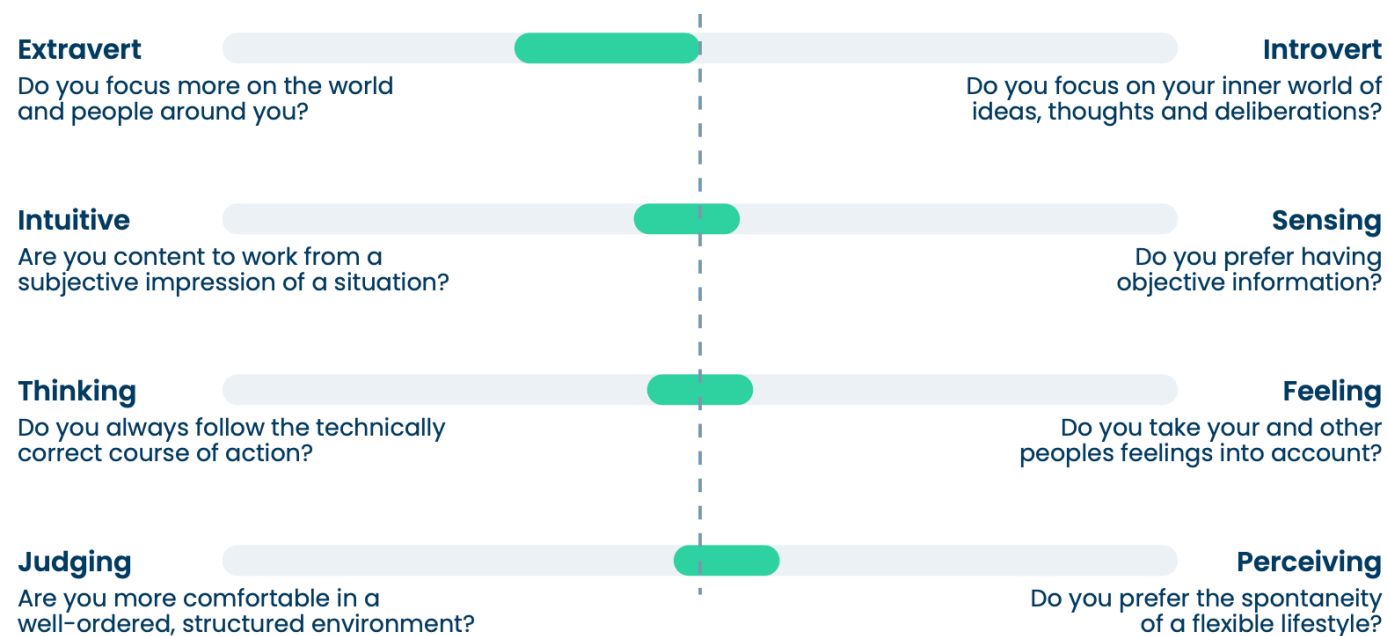 Extravert
Introvert
Do you focus more on the world
and people around you?
Do you focus on your inner world of
ideas, thoughts and deliberations?
Intuitive
Sensing
Are you content to work from a
subjective impression of a situation?
Do you prefer having
objective information?
Thinking
Feeling
Do you always follow the technically
correct course of action?
Do you take your and other
peoples feelings into account?
Judging
Perceiving
Are you more comfortable in a
well-ordered, structured environment?
Do you prefer the spontaneity
of a flexible lifestyle?